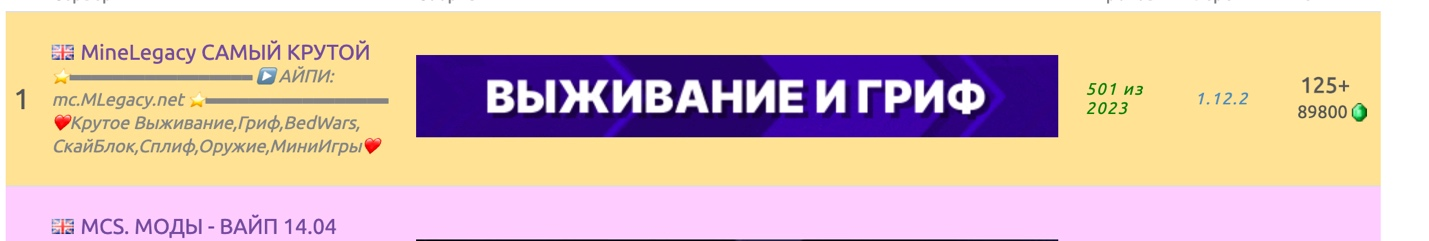 1
MineLegacy САМЫЙ КРУТОЙ
АЙПИ:
mc.MLegacy.net
Крутое Выживание,Гриф,BedWars,
СкайБлок,Сплиф,Оружие,МиниИгры
ВЫЖИВАНИЕ И ГРИФ
501 из
2023
1.12.2
125+
89800
MCS. МОДЫ - ВАЙП 14.04